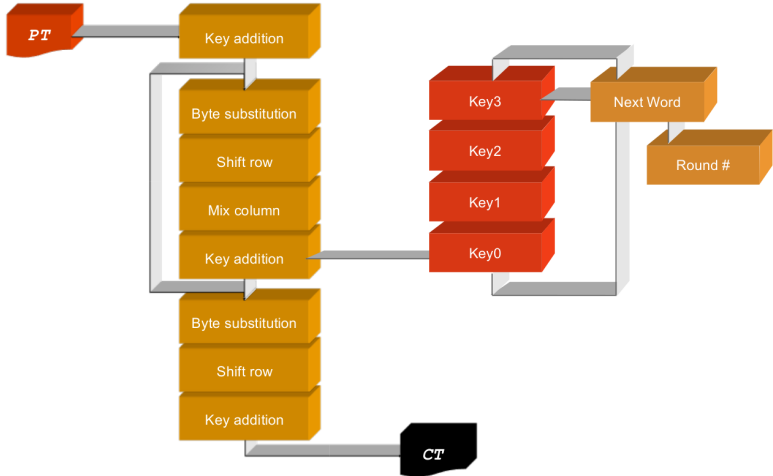 PT
Key addition
Byte substitution
Shift row
Mix column
Key addition
Byte substitution
Shift row
Key addition
CT
Key3
Key2
Key1
Key0
Next Word
Round #